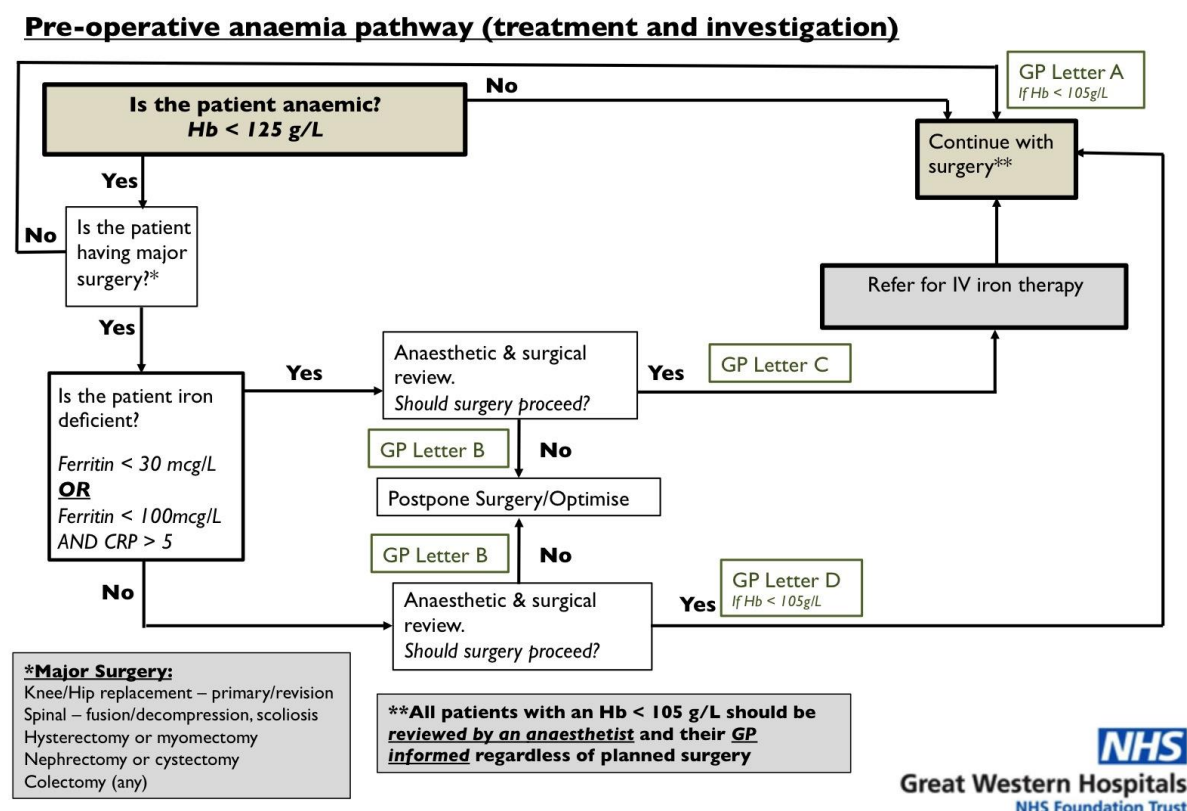 Pre-operative anaemia pathway (treatment and investigation)
GP Letter A
If Hb < 105g/L
No
Is the patient anaemic?
Hb < 125 g/L
Continue with
surgery**
Yes
No
Is the patient
having major
surgery?*
Refer for IV iron therapy
Yes
Is the patient iron
deficient?
Ferritin < 30 mcg/L
OR
Ferritin < 100mcg/L
AND CRP > 5
Yes
Anaesthetic & surgical
review.
Should surgery proceed?
Yes
GP Letter C
GP Letter B
No
Postpone Surgery/Optimise
GP Letter B
No
No
Anaesthetic & surgical
review.
Should surgery proceed?
Yes
GP Letter D
If Hb < 105g/L
*Major Surgery:
Knee/Hip replacement – primary/revision
Spinal – fusion/decompression, scoliosis
Hysterectomy or myomectomy
Nephrectomy or cystectomy
Colectomy (any)
**All patients with an Hb < 105 g/L should be
reviewed by an anaesthetist and their GP
informed regardless of planned surgery
NHS
Great Western Hospitals
NHS Foundation Trust